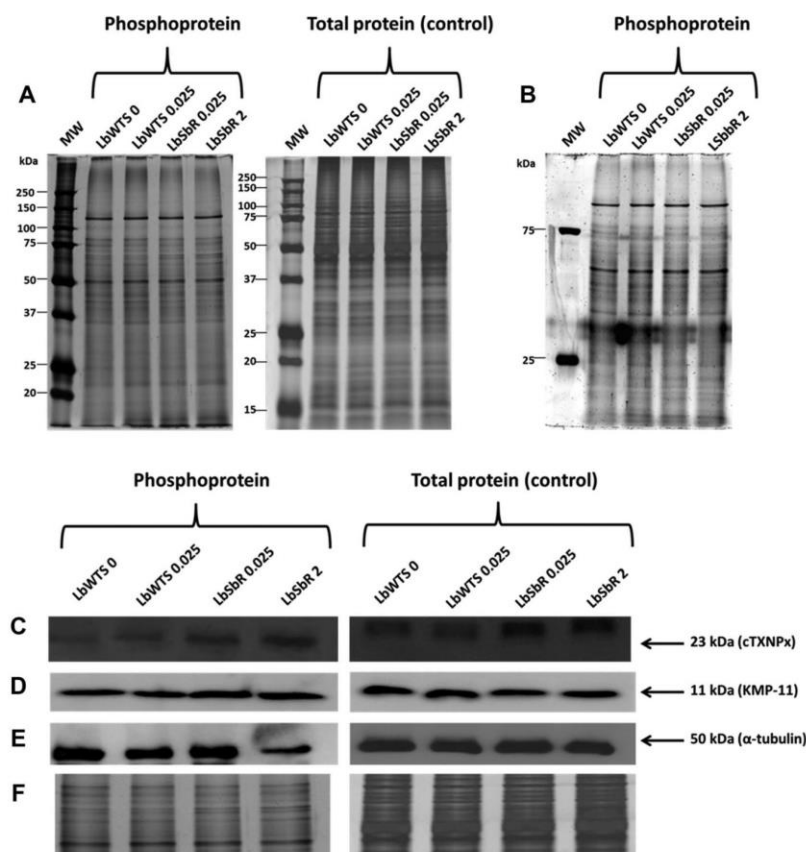 Phosphoprotein
Total protein (control)
Phosphoprotein
A
B
MW
LbWTS 0
LbWTS 0.025
LbSbR 0.025
LbSbR 2
MW
LbWTS 0
LbWTS 0.025
LbSbR 0.025
LbSbR 2
MW
LbWTS 0
LbWTS 0.025
LbSbR 0.025
LSbbR 2
kDa
250
150
100
75
50
37
25
20
kDa
250
150
100
75
50
37
25
20
15
kDa
75
25
Phosphoprotein
Total protein (control)
LbWTS 0
LbWTS 0.025
LbSbR 0.025
LbSbR 2
LbWTS 0
LbWTS 0.025
LbSbR 0.025
LbSbR 2
C
23 kDa (cTXNPx)
D
11 kDa (KMP-11)
E
50 kDa (α-tubulin)
F